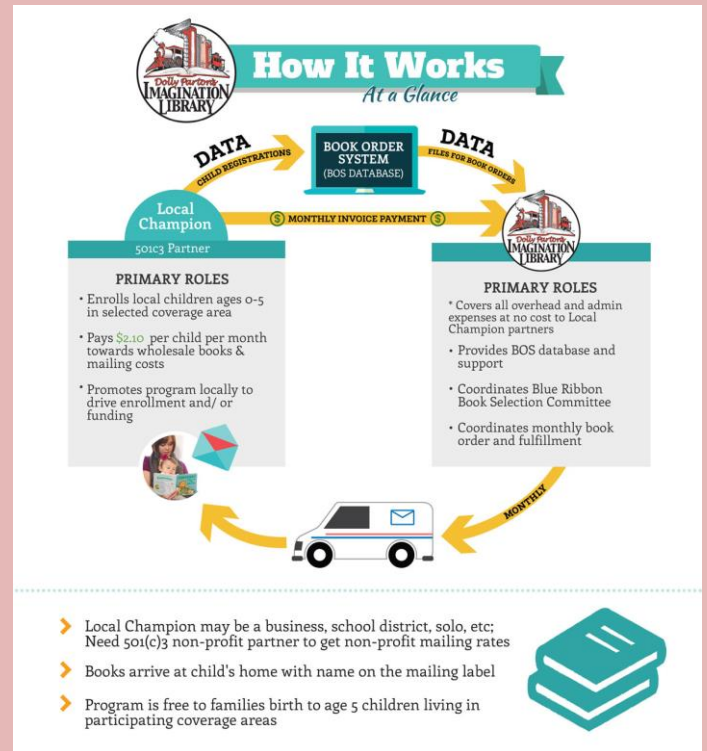 Dolly Parton's
IMAGINATION
LIBRARY
How It Works
At a Glance
DATA
CHILD REGISTRATIONS
BOOK ORDER
SYSTEM
(BOS DATABASE)
DATA
FILES FOR BOOK ORDERS
Local
Champion
501c3 Partner
$ MONTHLY INVOICE PAYMENT $
Dolly Parton's
IMAGINATION
LIBRARY
PRIMARY ROLES
• Enrolls local children ages 0-5
in selected coverage area
• Pays $2.10 per child per month
towards wholesale books &
mailing costs
* Promotes program locally to
drive enrollment and/ or
funding
PRIMARY ROLES
* Covers all overhead and admin
expenses at no cost to Local
Champion partners
• Provides BOS database and
support
• Coordinates Blue Ribbon
Book Selection Committee
• Coordinates monthly book
order and fulfillment
MONTHLY
Local Champion may be a business, school district, solo, etc;
Need 501(c)3 non-profit partner to get non-profit mailing rates
Books arrive at child's home with name on the mailing label
Program is free to families birth to age 5 children living in
participating coverage areas